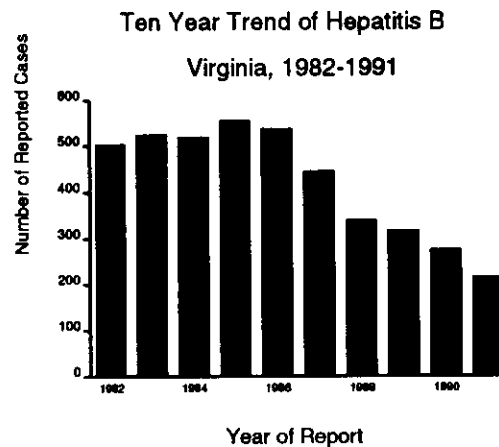 Ten Year Trend of Hepatitis B
Virginia, 1982-1991
Number of Reported Cases
600
500
400
300
200
100
0
1982 1984 1986 1988 1990
Year of Report